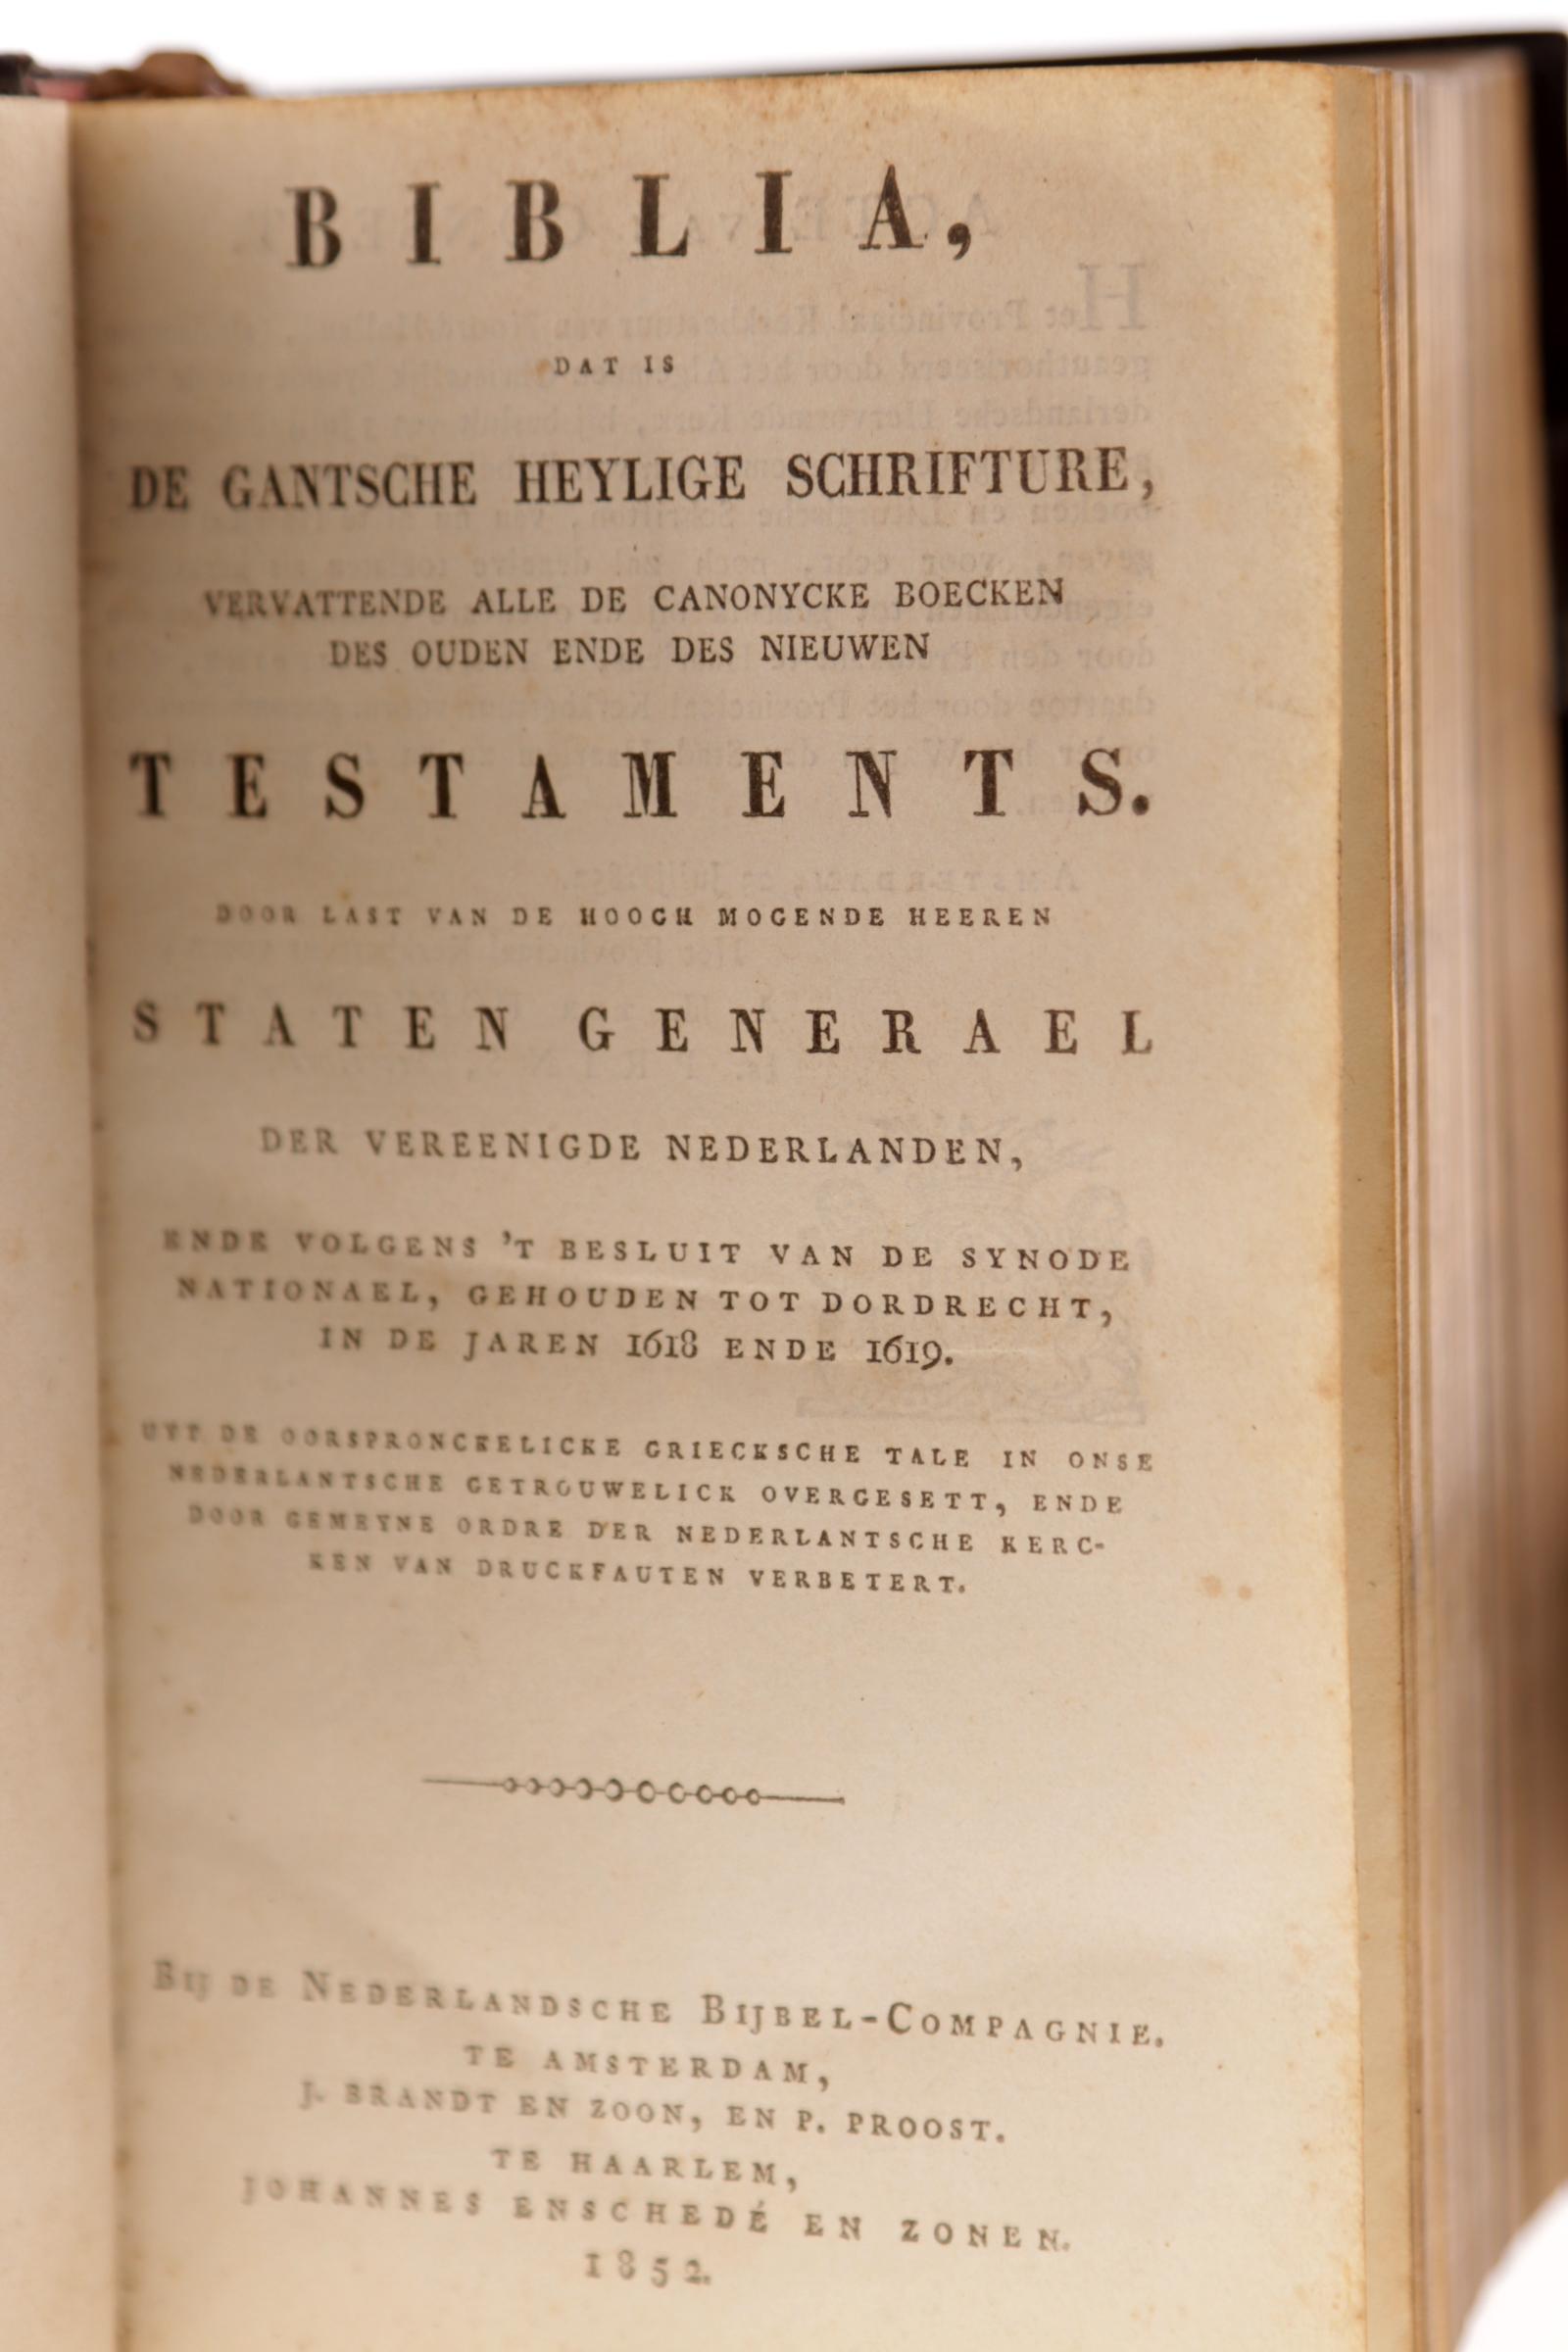 BIBLIA,
DAT IS
DE GANTSCHE HEYLIGE SCHRIFTURE,
VERVATTENDE ALLE DE CANONYCKE BOECKEN
DES OUDEN ENDE DES NIEUWEN
TESTAMENTS.
DOOR LAST VAN DE HOOGH MOGENDE HEEREN
STATEN GENERAEL
DER VEREENIGDE NEDERLANDEN,
ENDE VOLGENS 'T BESLUIT VAN DE SYNODE
NATIONAEL, GEHOUDEN TOT DORDRECHT,
IN DE JAREN 1618 ENDE 1619.
UYT DE OORSPRONCKELICKE GRIECKSCHE TALE IN ONSE
NEDERLANTSCHE GETROUWELICK OVERGESETT, ENDE
DOOR GEMEYNE ORDRE DER NEDERLANTSCHE KERC-
KEN VAN DRUCKFAUTEN VERBETERT.
BIJ DE NEDERLANDSCHE BIJBEL-COMPAGNIE.
TE AMSTERDAM,
J. BRANDT EN ZOON, EN P. PROOST.
TE HAARLEM,
JOHANNES ENSCHEDÉ EN ZONEN.
1852.